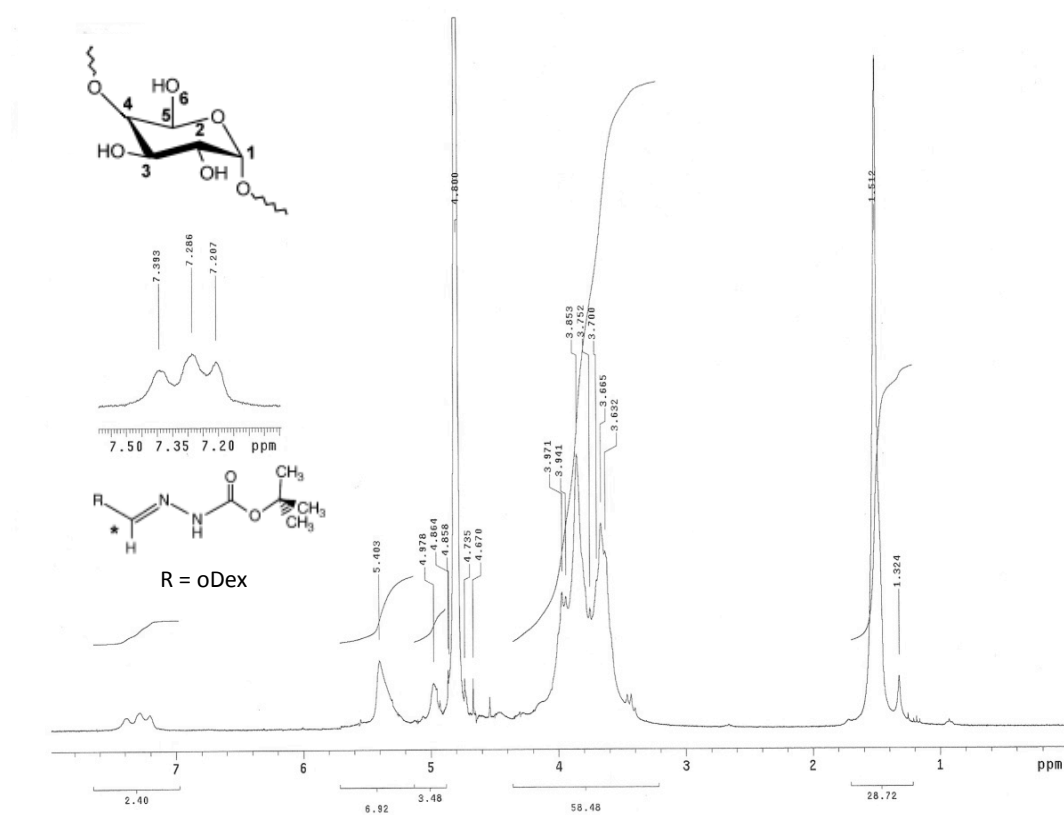 O
HO
6
4
5
O
2
HO
1
3
OH
O
7.393
7.286
7.207
7.50 7.35 7.20 ppm
O
CH₃
R
N
NH
O
CH₃
CH₃
*
H
R = oDex
5.403
4.978
4.864
4.858
4.800
4.735
4.670
3.971
3.941
3.853
3.752
3.700
3.665
3.632
1.512
1.324
7 6 5 4 3 2 1 ppm
2.40
6.92
3.48
58.48
28.72